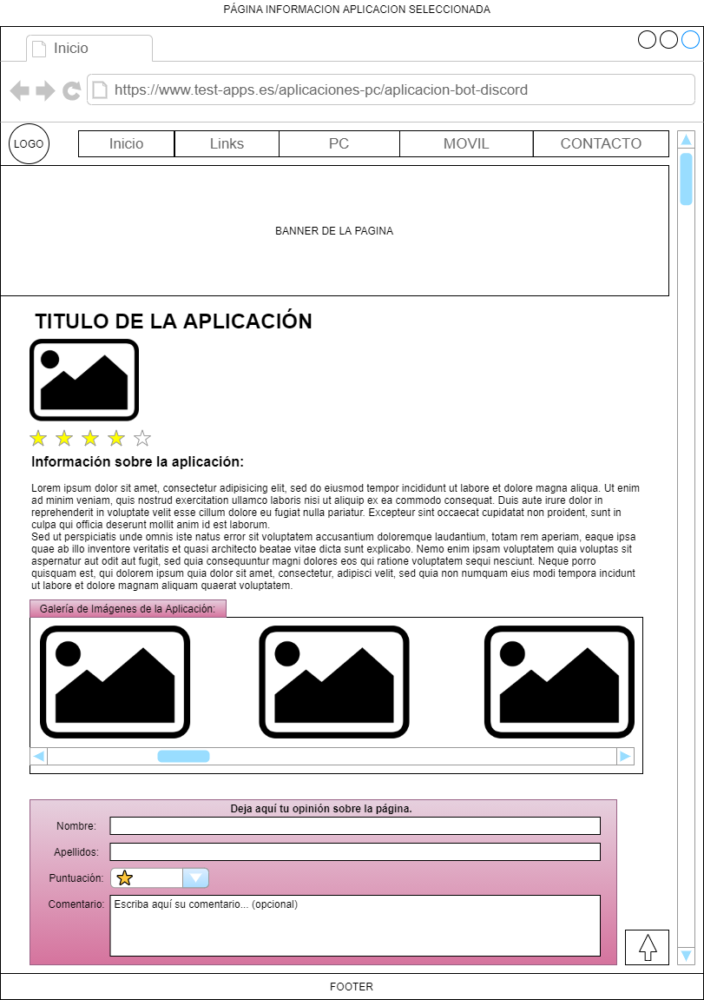 PÁGINA INFORMACION APLICACION SELECCIONADA
Inicio
https://www.test-apps.es/aplicaciones-pc/aplicacion-bot-discord
LOGO
Inicio
Links
PC
MOVIL
CONTACTO
BANNER DE LA PAGINA
TITULO DE LA APLICACIÓN
Información sobre la aplicación:
Lorem ipsum dolor sit amet, consectetur adipisicing elit, sed do eiusmod tempor incididunt ut labore et dolore magna aliqua. Ut enim
ad minim veniam, quis nostrud exercitation ullamco laboris nisi ut aliquip ex ea commodo consequat. Duis aute irure dolor in
reprehenderit in voluptate velit esse cillum dolore eu fugiat nulla pariatur. Excepteur sint occaecat cupidatat non proident, sunt in
culpa qui officia deserunt mollit anim id est laborum.
Sed ut perspiciatis unde omnis iste natus error sit voluptatem accusantium doloremque laudantium, totam rem aperiam, eaque ipsa
quae ab illo inventore veritatis et quasi architecto beatae vitae dicta sunt explicabo. Nemo enim ipsam voluptatem quia voluptas sit
aspernatur aut odit aut fugit, sed quia consequuntur magni dolores eos qui ratione voluptatem sequi nesciunt. Neque porro
quisquam est, qui dolorem ipsum quia dolor sit amet, consectetur, adipisci velit, sed quia non numquam eius modi tempora incidunt
ut labore et dolore magnam aliquam quaerat voluptatem.
Galería de Imágenes de la Aplicación:
Deja aquí tu opinión sobre la página.
Nombre:
Apellidos:
Puntuación:
Comentario:
Escriba aquí su comentario... (opcional)
FOOTER